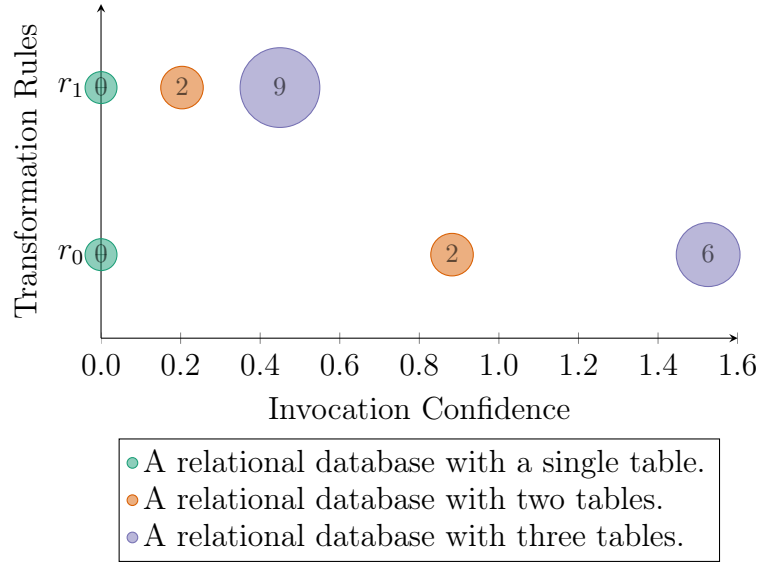 Transformation Rules
r1
0
2
9
r0
0
2
6
0.0 0.2 0.4 0.6 0.8 1.0 1.2 1.4 1.6
Invocation Confidence
A relational database with a single table.
A relational database with two tables.
A relational database with three tables.